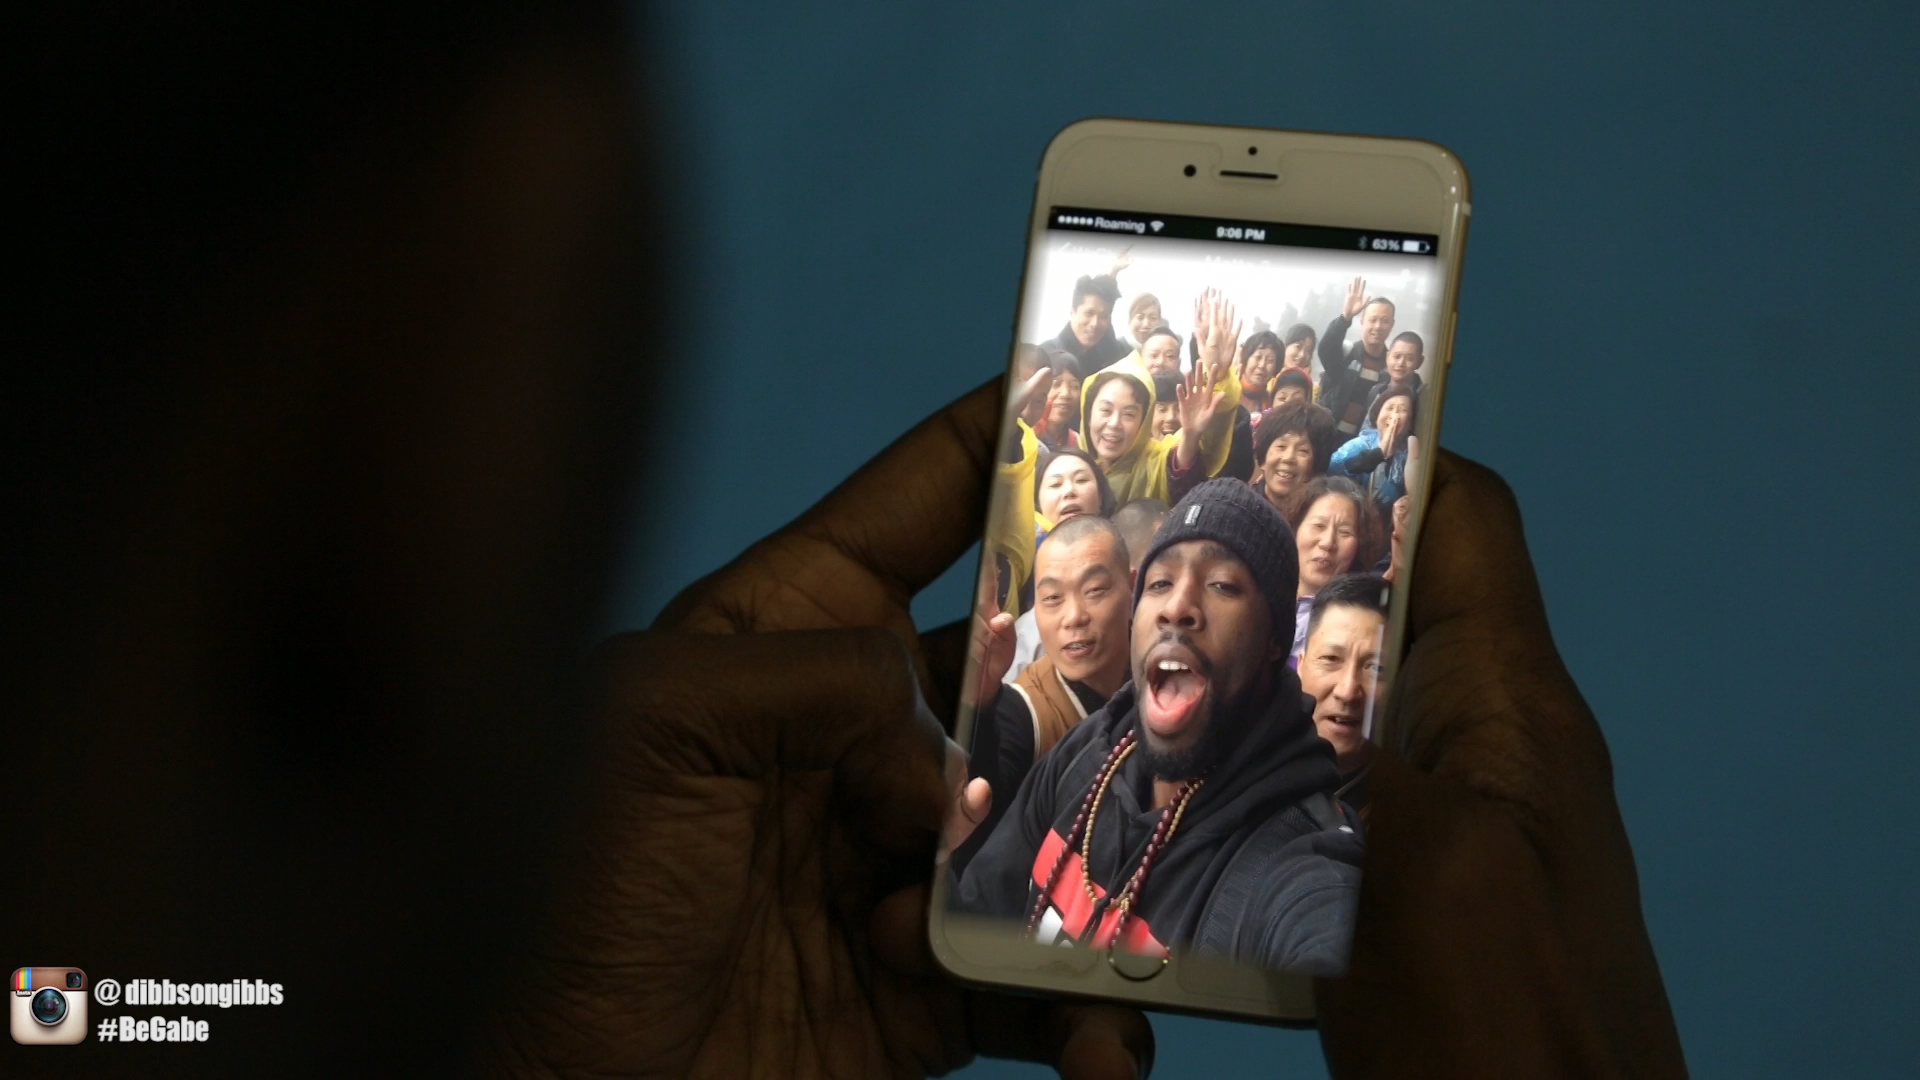 ●●●●● Roaming
9:06 PM
63%
@dibbsongibbs
#BeGabe